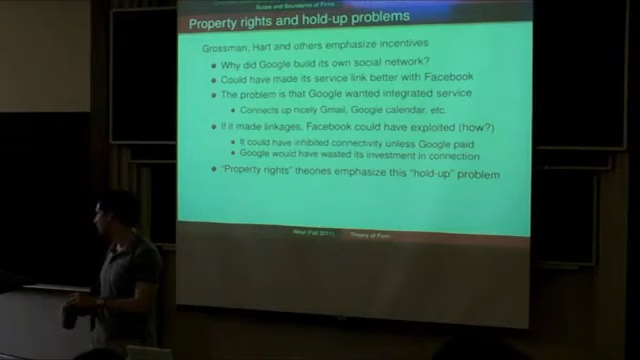 Scope and Boundaries of Firms
Property rights and hold-up problems
Grossman, Hart and others emphasize incentives
Why did Google build its own social network?
Could have made its service link better with Facebook
The problem is that Google wanted integrated service
Connects up nicely Gmail, Google calendar, etc.
If it made linkages, Facebook could have exploited (how?)
It could have inhibited connectivity unless Google paid
Google would have wasted its investment in connection
"Property rights" theories emphasize this "hold-up" problem
(Fall 2011) Theory of Firm